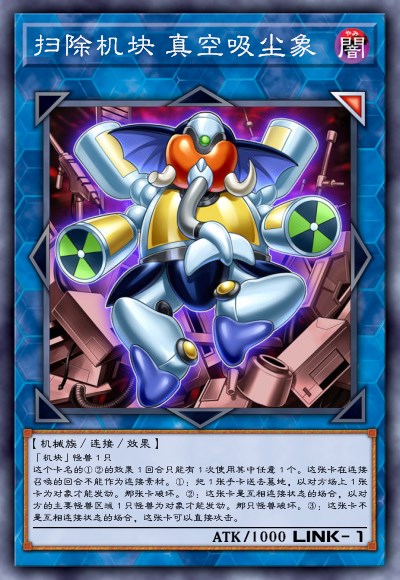 扫除机块 真空吸尘象
闇
やみ
【机械族／连接／效果】
「机块」怪兽1只
这个卡名的①②的效果1回合只能有1次使用其中任意1个。这张卡在连接
召唤的回合不能作为连接素材。①：把1张手卡送去墓地，以对方场上1张
卡为对象才能发动。那张卡破坏。②：这张卡是互相连接状态的场合，以对
方的主要怪兽区域1只怪兽为对象才能发动。那只怪兽破坏。③：这张卡不
是互相连接状态的场合，这张卡可以直接攻击。
ATK/1000 LINK-1